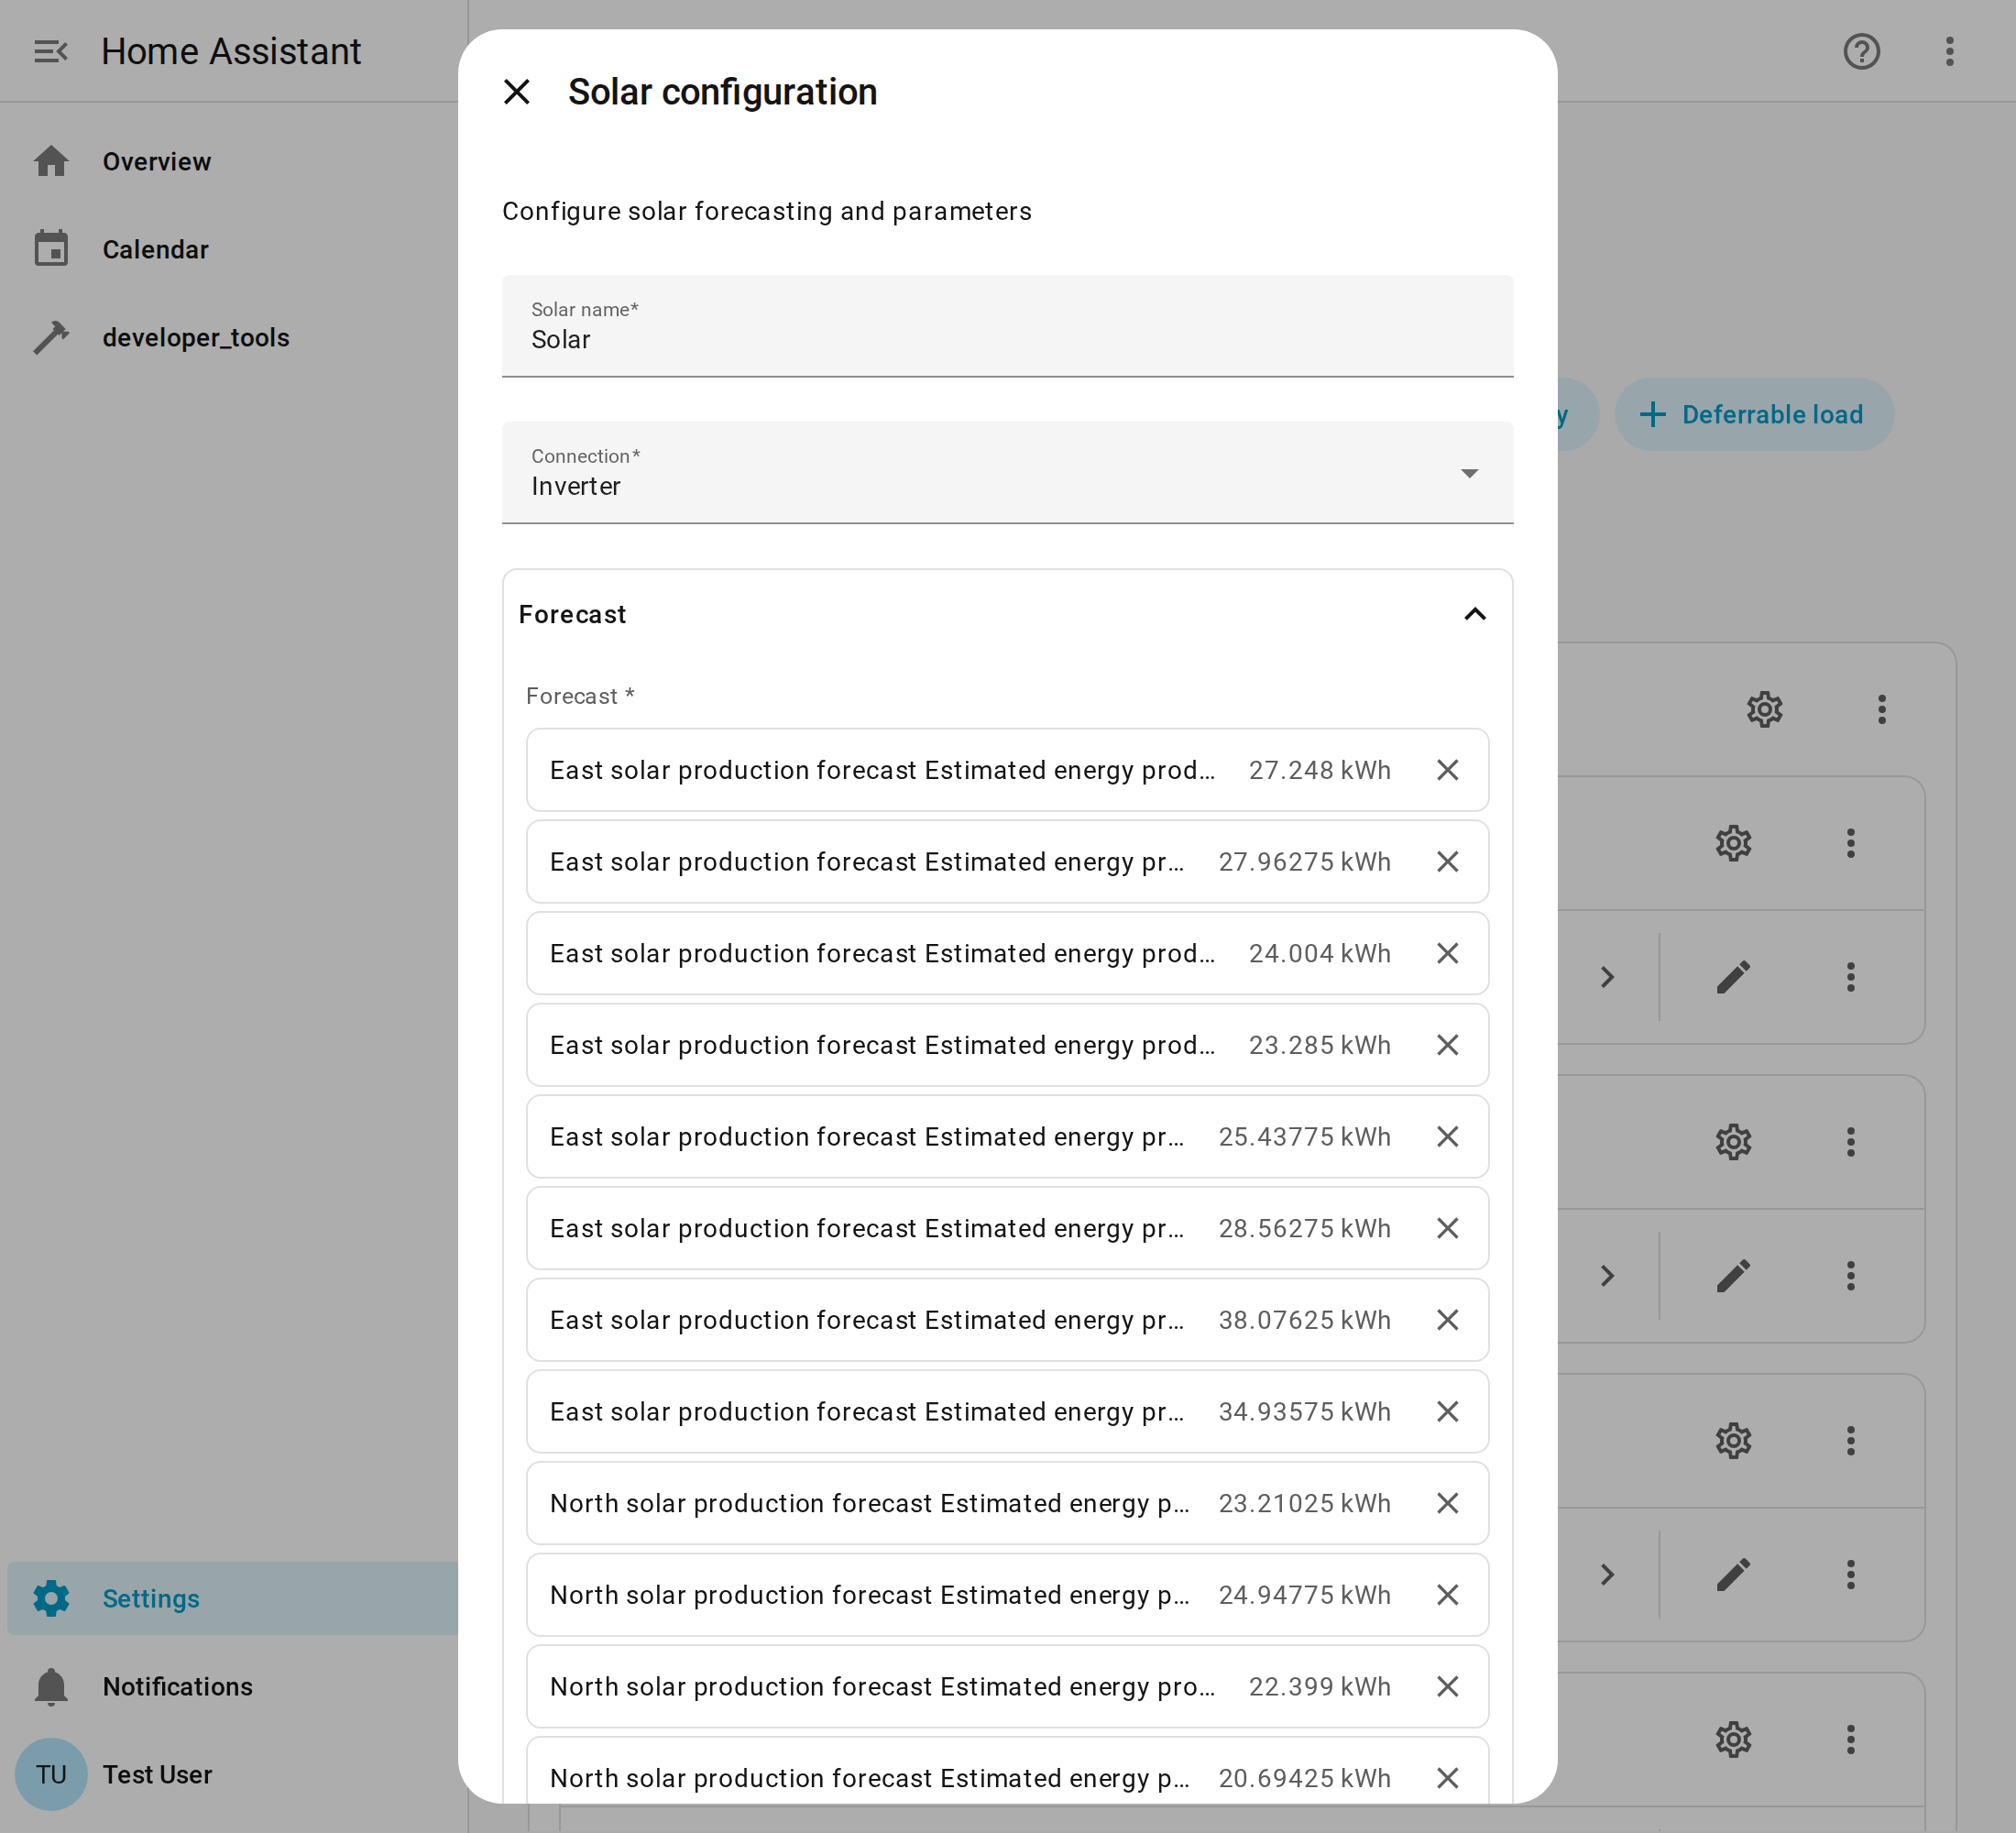 Home Assistant
Overview
Calendar
developer_tools
Settings
Notifications
TU Test User
Solar configuration
Configure solar forecasting and parameters
Solar name*
Solar
Connection*
Inverter
Forecast
Forecast *
East solar production forecast Estimated energy prod... 27.248 kWh
East solar production forecast Estimated energy pr... 27.96275 kWh
East solar production forecast Estimated energy prod... 24.004 kWh
East solar production forecast Estimated energy prod... 23.285 kWh
East solar production forecast Estimated energy pr... 25.43775 kWh
East solar production forecast Estimated energy pr... 28.56275 kWh
East solar production forecast Estimated energy pr... 38.07625 kWh
East solar production forecast Estimated energy pr... 34.93575 kWh
North solar production forecast Estimated energy p... 23.21025 kWh
North solar production forecast Estimated energy p... 24.94775 kWh
North solar production forecast Estimated energy pro... 22.399 kWh
North solar production forecast Estimated energy p... 20.69425 kWh
y
Deferrable load